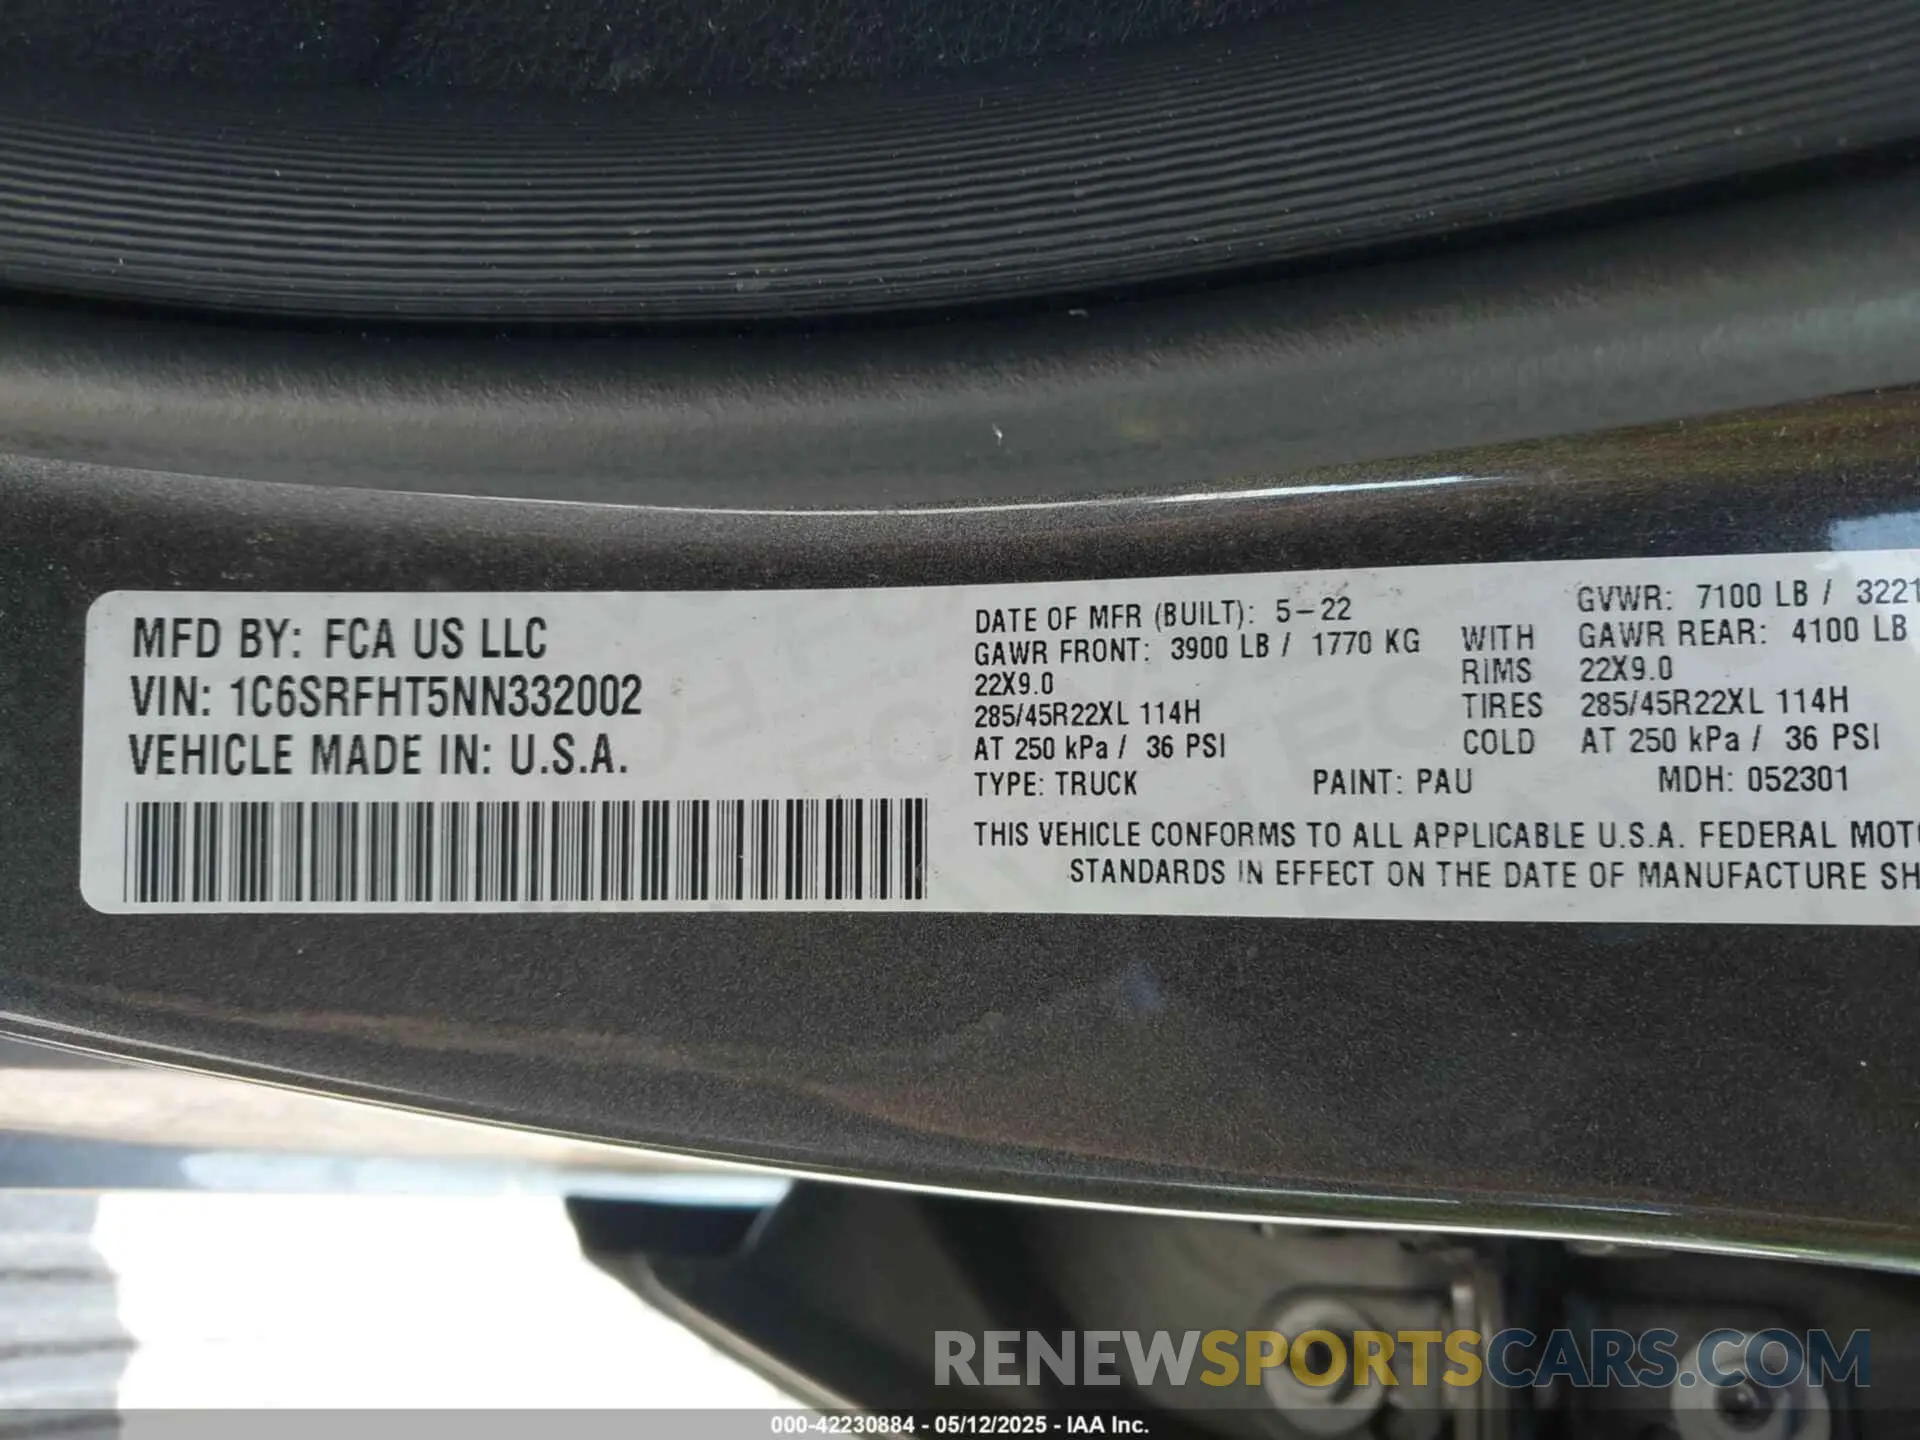 MFD BY: FCA US LLC
VIN: 1C6SRFHT5NN332002
VEHICLE MADE IN: U.S.A.
DATE OF MFR (BUILT): 5-22 GVWR: 7100 LB / 3221
GAWR FRONT: 3900 LB / 1770 KG WITH GAWR REAR: 4100 LB
22X9.0 RIMS 22X9.0
285/45R22XL 114H TIRES 285/45R22XL 114H
AT 250 kPa / 36 PSI COLD AT 250 kPa / 36 PSI
TYPE: TRUCK PAINT: PAU MDH: 052301
THIS VEHICLE CONFORMS TO ALL APPLICABLE U.S.A. FEDERAL
STANDARDS IN EFFECT ON THE DATE OF MANUFACTURE
RENEWSPORTSCARS.COM
000-42230884 - 05/12/2025 - IAA Inc.